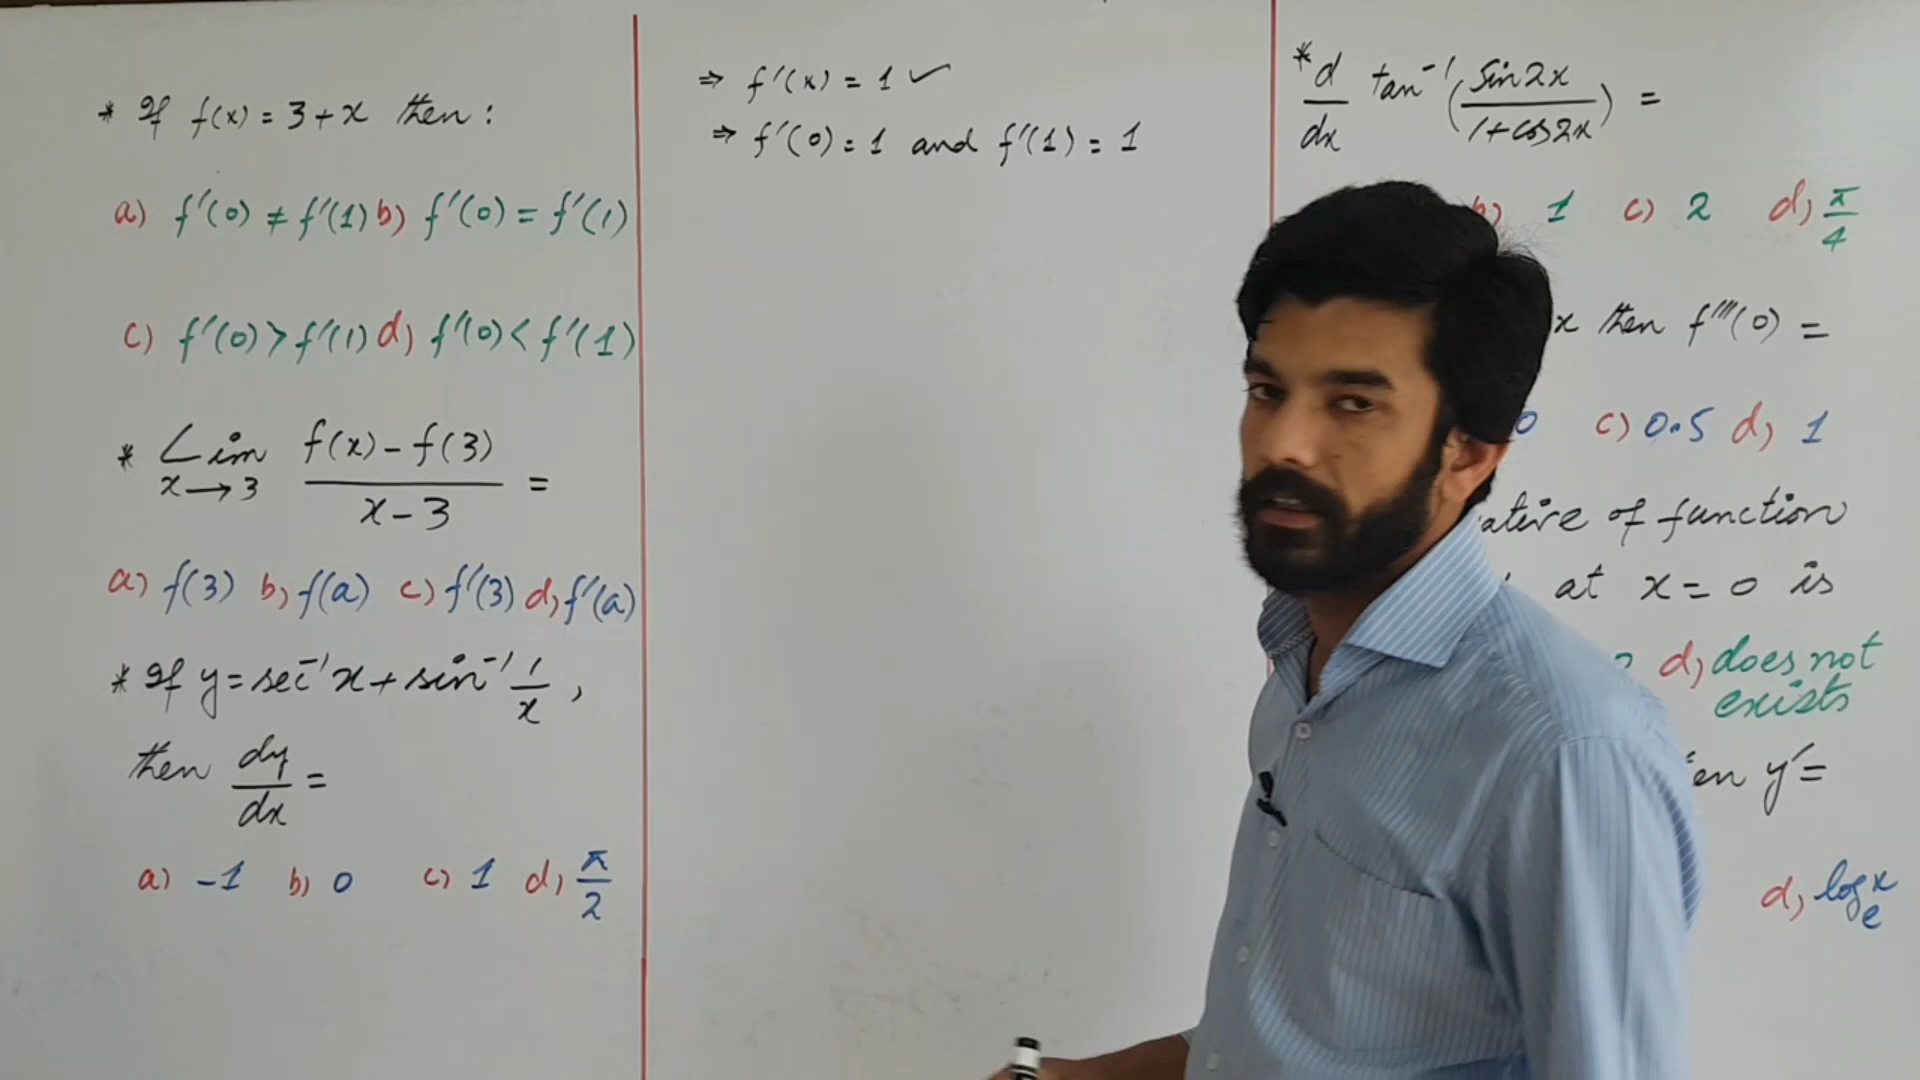 * If f(x) = 3 + x then :
a) f'(0) ≠ f'(1) b) f'(0) = f'(1)
c) f'(0) > f'(1) d) f'(0) < f'(1)
* Lim x→3 (f(x) - f(3))/(x - 3) =
a) f(3) b) f(a) c) f'(3) d) f'(a)
* If y = sec⁻¹x + sin⁻¹ 1/x ,
then dy/dx =
a) -1 b) 0 c) 1 d) π/2
⇒ f'(x) = 1 ✓
⇒ f'(0) = 1 and f'(1) = 1
* d/dx tan⁻¹(sin2x/(1+cos2x)) =
b) 1 c) 2 d) π/4
x then f'''(0) =
0 c) 0.5 d) 1
of function
at x = 0 is
d) does not
exists
y' =
d) log x e